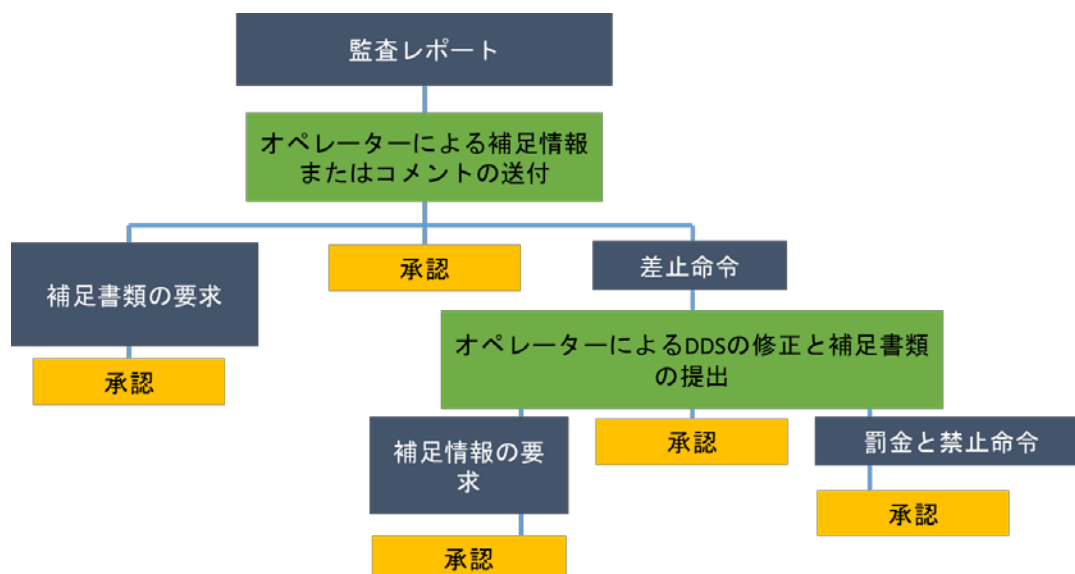 監査レポート
オペレーターによる補足情報
またはコメントの送付
補足書類の要求
承認
差止命令
承認
オペレーターによるDDSの修正と補足書類
の提出
補足情報の要
求
承認
罰金と禁止命令
承認
承認